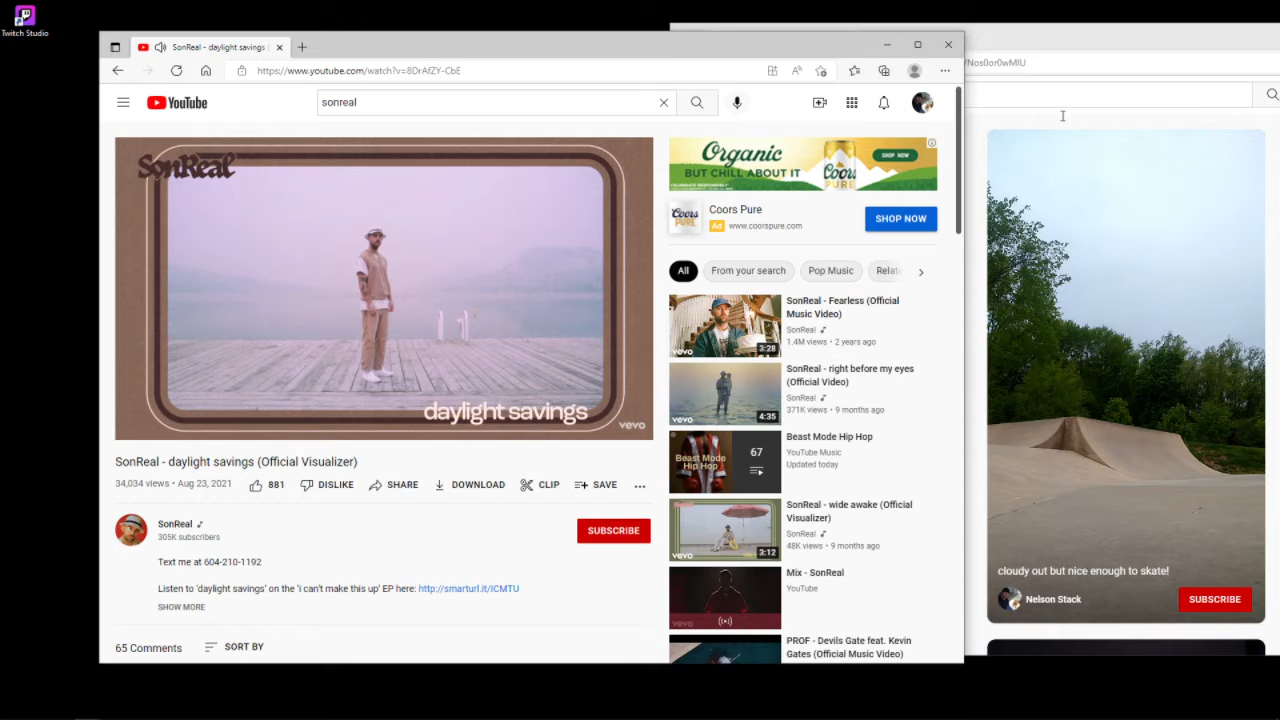 Twitch Studio
SonReal - daylight savings (
https://www.youtube.com/watch?v=8DrAfZY-CbE
/Nos0or0wMlU
YouTube
sonreal
SonReal
daylight savings
vevo
Organic
BUT CHILL ABOUT IT
SHOP NOW
Coors
PURE
Coors
PURE
Coors Pure
Ad www.coorspure.com
SHOP NOW
All
From your search
Pop Music
Relate
vevo
3:28
SonReal - Fearless (Official
Music Video)
SonReal
1.4M views • 2 years ago
vevo
4:35
SonReal - right before my eyes
(Official Video)
SonReal
371K views • 9 months ago
Beast Mode
Hip Hop
67
Beast Mode Hip Hop
YouTube Music
Updated today
vevo
3:12
SonReal - wide awake (Official
Visualizer)
SonReal
48K views • 9 months ago
vevo
Mix - SonReal
YouTube
PROF - Devils Gate feat. Kevin
Gates (Official Music Video)
SonReal - daylight savings (Official Visualizer)
34,034 views • Aug 23, 2021
881
DISLIKE
SHARE
DOWNLOAD
CLIP
SAVE
SonReal
305K subscribers
SUBSCRIBE
Text me at 604-210-1192
Listen to 'daylight savings' on the 'i can't make this up' EP here: http://smarturl.it/ICMTU
SHOW MORE
65 Comments
SORT BY
cloudy out but nice enough to skate!
Nelson Stack
SUBSCRIBE